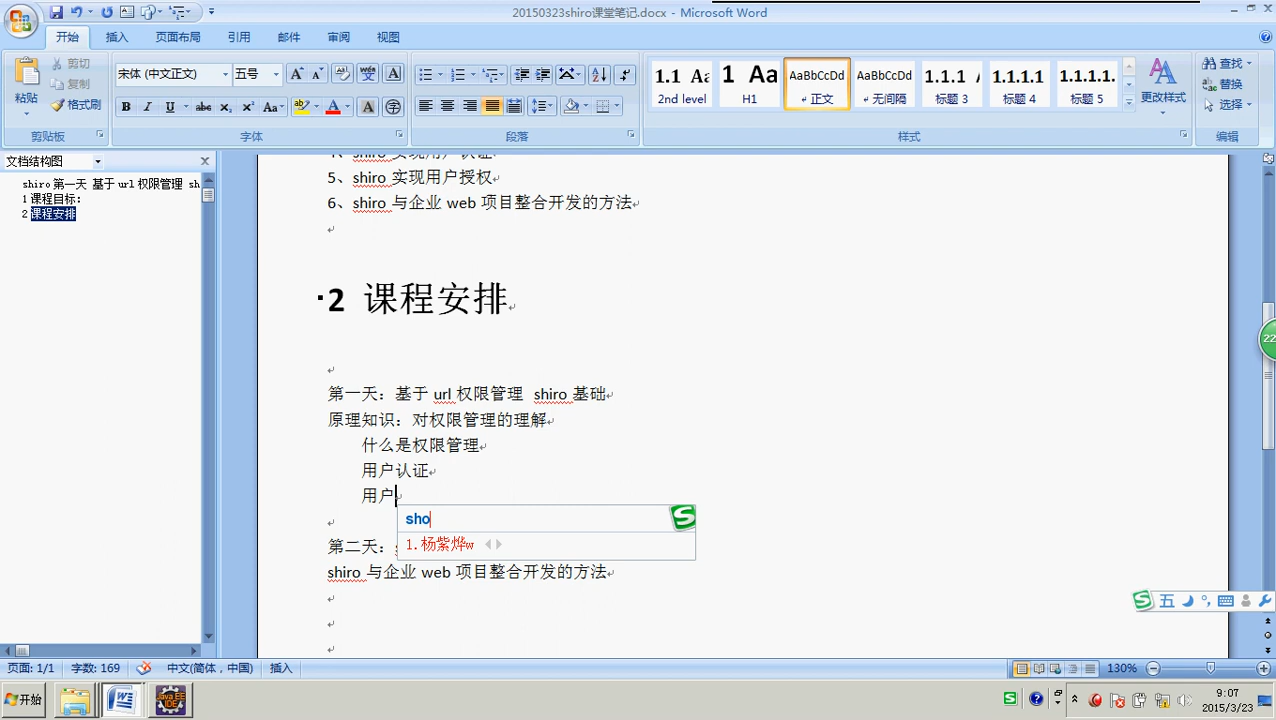 20150323shiro课堂笔记.docx - Microsoft Word
开始 插入 页面布局 引用 邮件 审阅 视图
粘贴
剪切
复制
格式刷
剪贴板
宋体 (中文正文) 五号
字体
段落
1.1 Aa
2nd level
1 Aa
H1
AaBbCcDd
正文
AaBbCcDd
无间隔
1.1.1
标题 3
1.1.1.1
标题 4
1.1.1.1.
标题 5
更改样式
样式
查找
替换
选择
编辑
文档结构图
shiro 第一天 基于 url 权限管理 sh
1 课程目标：
2 课程安排
5、shiro 实现用户授权
6、shiro 与企业 web 项目整合开发的方法
2 课程安排
第一天：基于 url 权限管理 shiro 基础
原理知识：对权限管理的理解
什么是权限管理
用户认证
用户
sho
1.杨紫烨w
第二天：
shiro 与企业 web 项目整合开发的方法
22
五
页面: 1/1 字数: 169 中文(简体，中国) 插入 130%
开始
Java EE IDE
9:07
2015/3/23